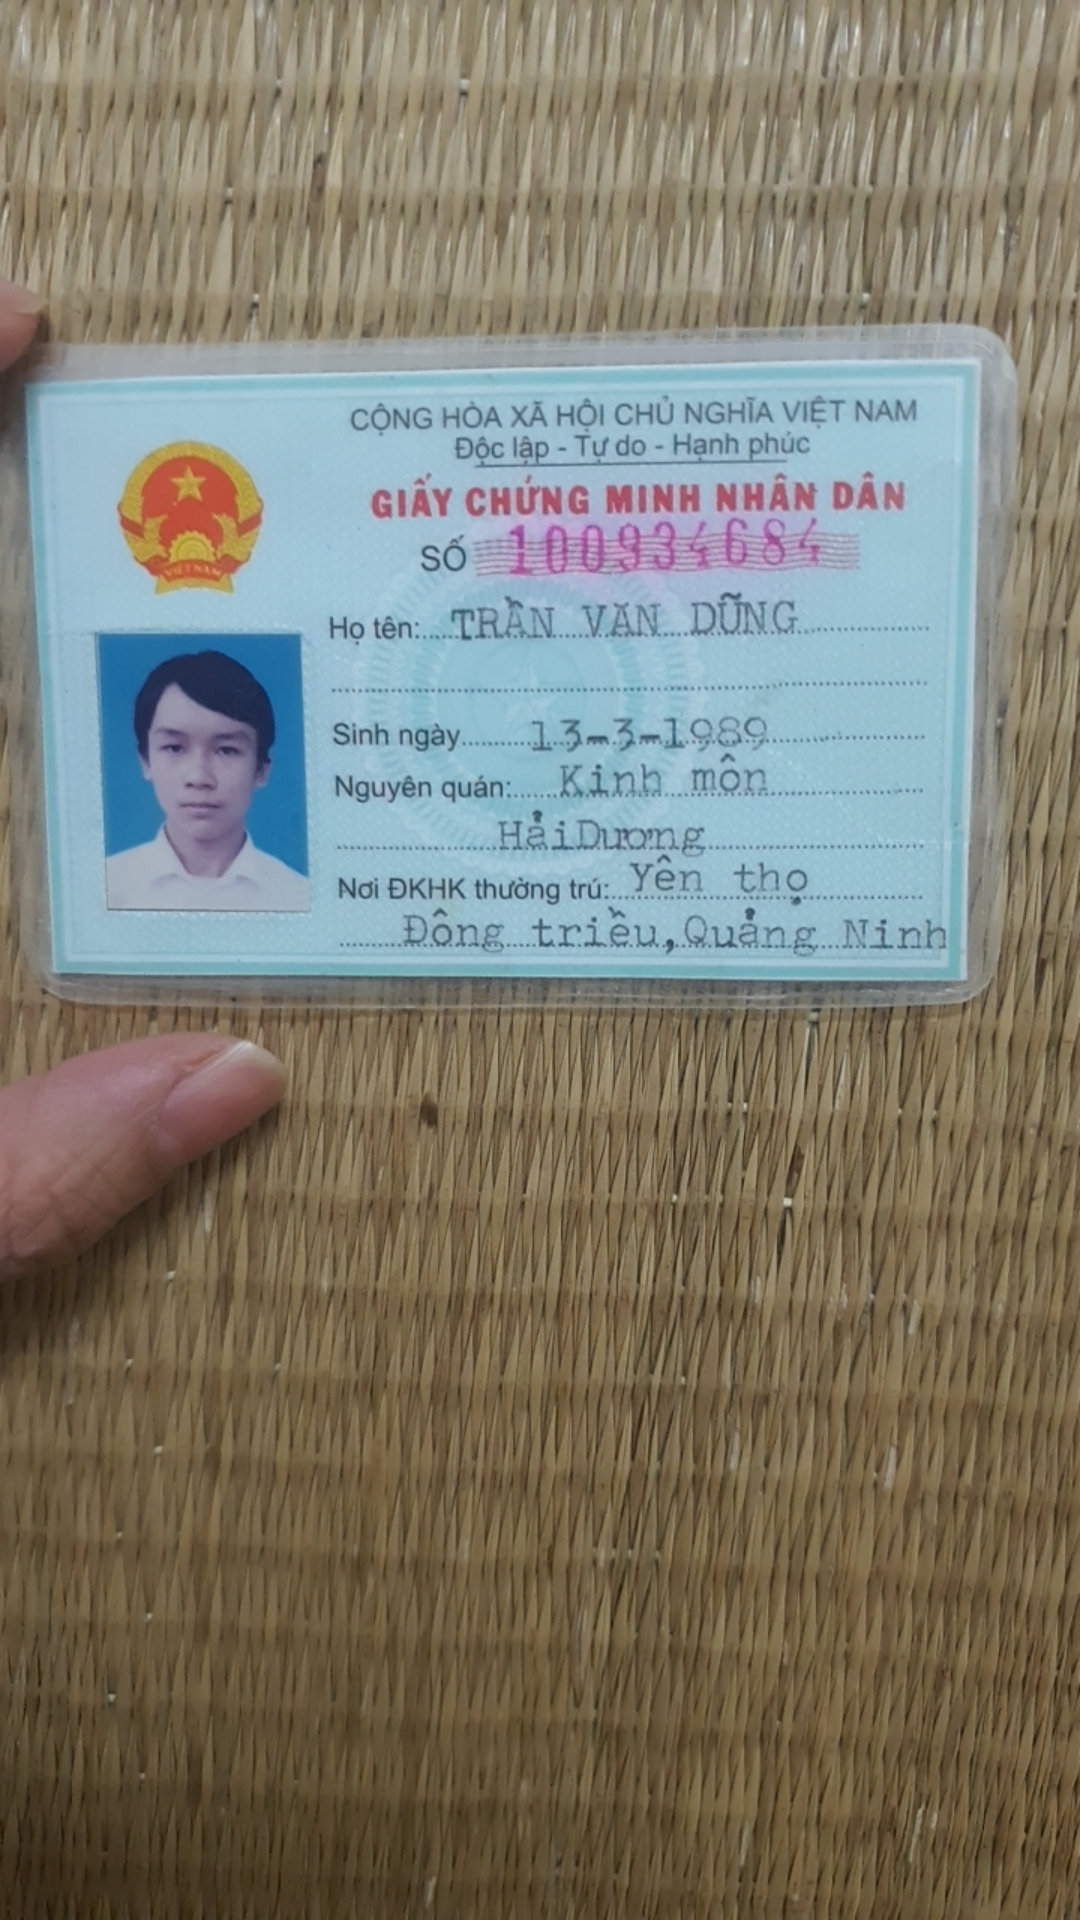 CỘNG HÒA XÃ HỘI CHỦ NGHĨA VIỆT NAM
Độc lập - Tự do - Hạnh phúc
GIẤY CHỨNG MINH NHÂN DÂN
SỐ 100934684
VIỆT NAM
Họ tên: TRẦN VĂN DŨNG
Sinh ngày 13-3-1989
Nguyên quán: Kinh môn
Hải Dương
Nơi ĐKHK thường trú: Yên thọ
Đông triều, Quảng Ninh